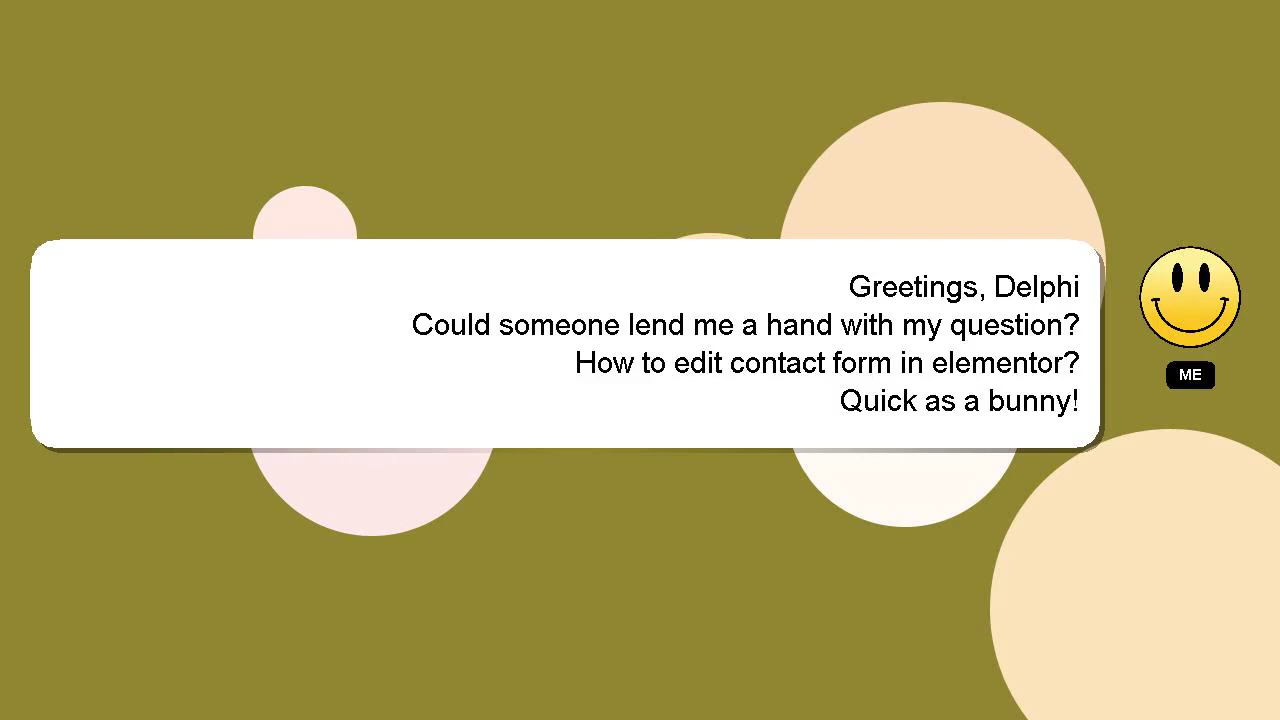 Greetings, Delphi
Could someone lend me a hand with my question?
How to edit contact form in elementor?
Quick as a bunny!
ME